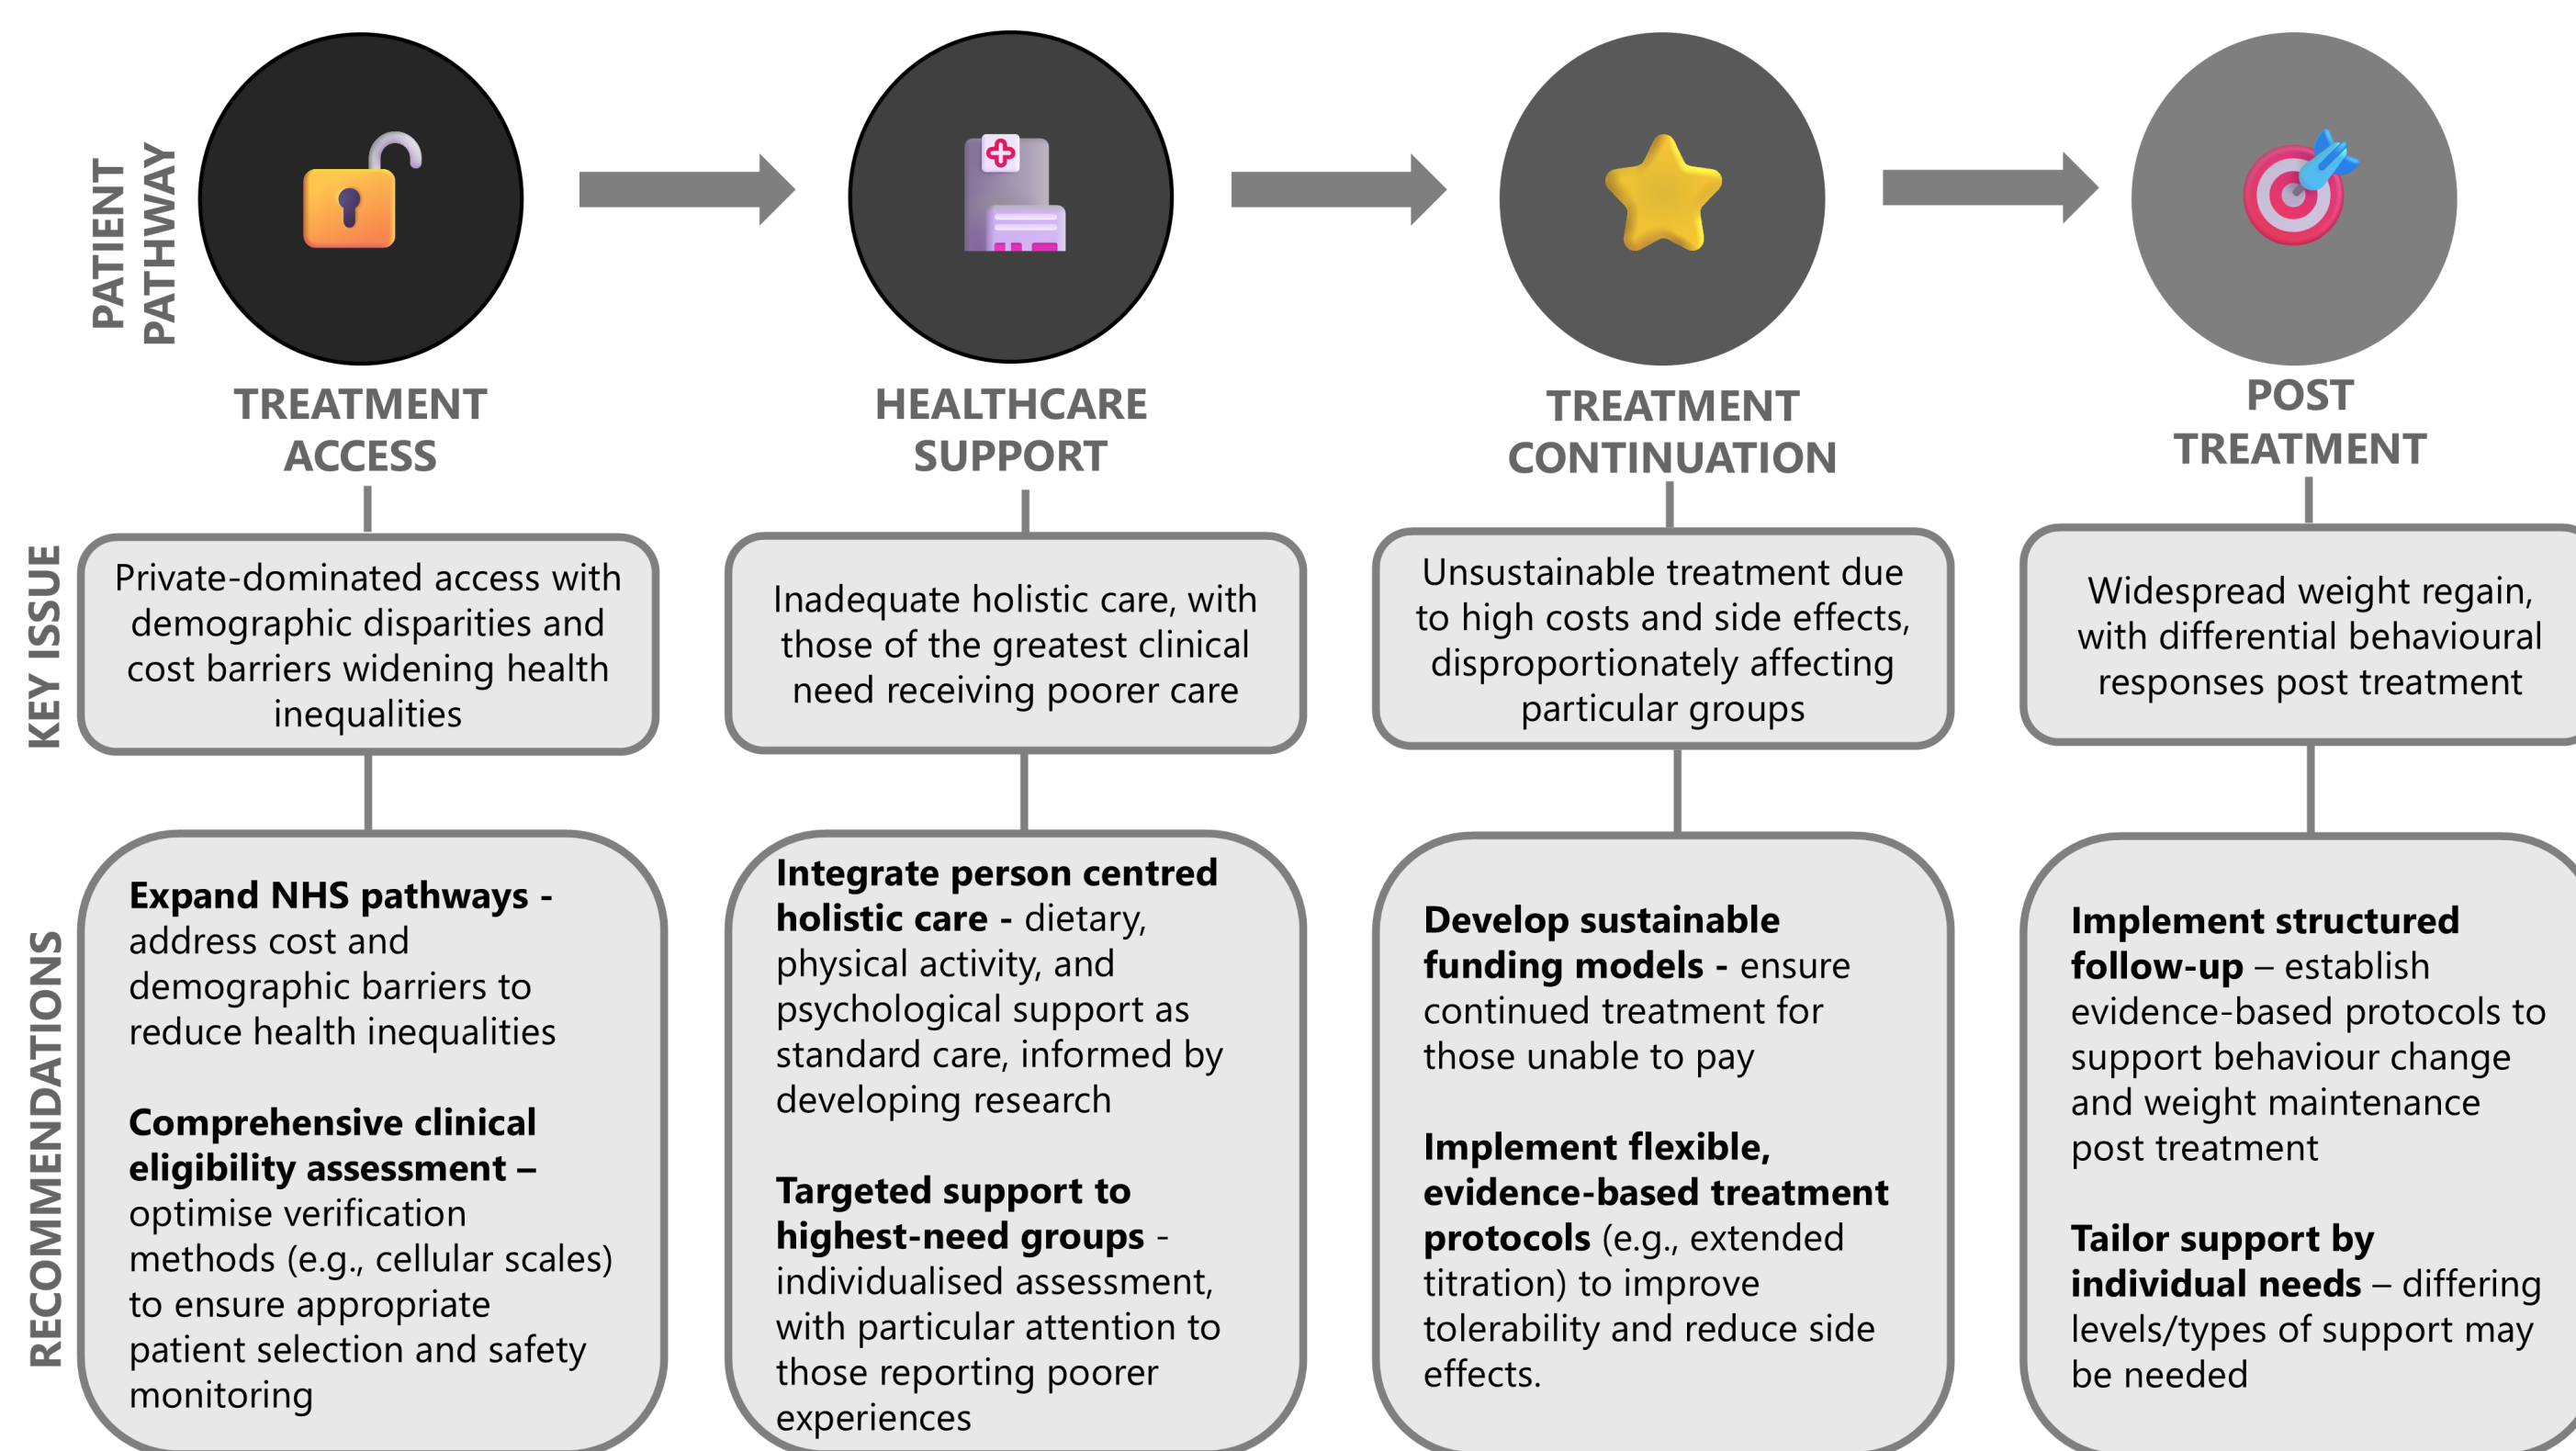 PATIENT
PATHWAY
TREATMENT
ACCESS
HEALTHCARE
SUPPORT
TREATMENT
CONTINUATION
POST
TREATMENT
KEY ISSUE
Private-dominated access with
demographic disparities and
cost barriers widening health
inequalities
Inadequate holistic care, with
those of the greatest clinical
need receiving poorer care
Unsustainable treatment due
to high costs and side effects,
disproportionately affecting
particular groups
Widespread weight regain,
with differential behavioural
responses post treatment
RECOMMENDATIONS
Expand NHS pathways -
address cost and
demographic barriers to
reduce health inequalities
Comprehensive clinical
eligibility assessment –
optimise verification
methods (e.g., cellular scales)
to ensure appropriate
patient selection and safety
monitoring
Integrate person centred
holistic care - dietary,
physical activity, and
psychological support as
standard care, informed by
developing research
Targeted support to
highest-need groups -
individualised assessment,
with particular attention to
those reporting poorer
experiences
Develop sustainable
funding models - ensure
continued treatment for
those unable to pay
Implement flexible,
evidence-based treatment
protocols (e.g., extended
titration) to improve
tolerability and reduce side
effects.
Implement structured
follow-up – establish
evidence-based protocols to
support behaviour change
and weight maintenance
post treatment
Tailor support by
individual needs – differing
levels/types of support may
be needed